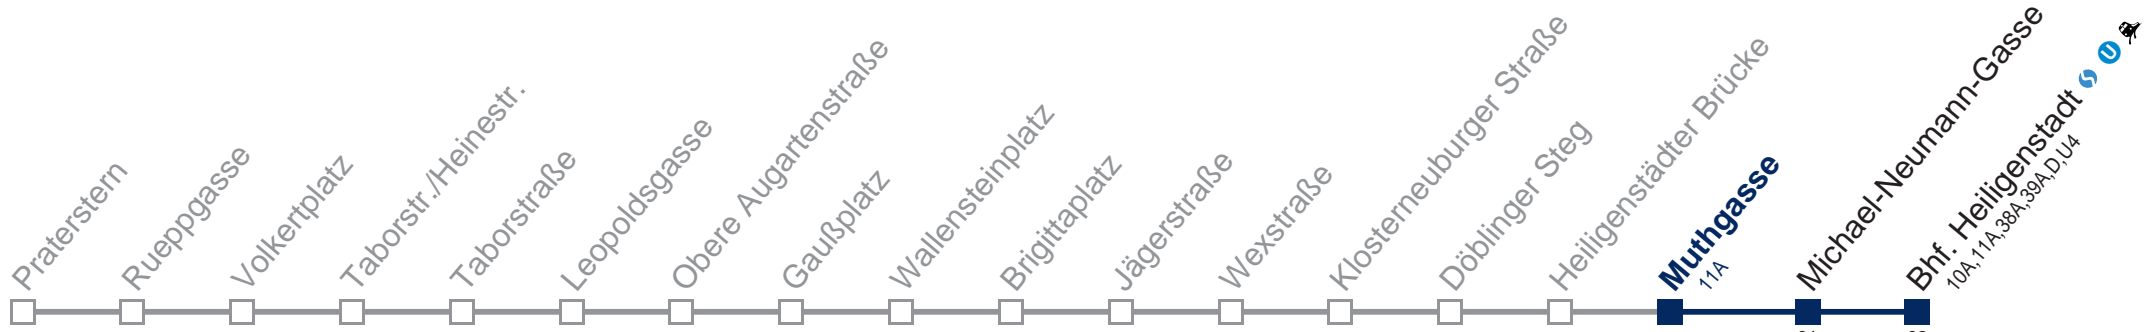 Praterstern
Rueppgasse
Volkertplatz
Taborstr./Heinestr.
Taborstraße
Leopoldsgasse
Obere Augartenstraße
Gaußplatz
Wallensteinplatz
Brigittaplatz
Jägerstraße
Wexstraße
Klosterneuburger Straße
Döblinger Steg
Heiligenstädter Brücke
Muthgasse
11A
Michael-Neumann-Gasse
Bhf. Heiligenstadt S U
10A,11A,38A,39A,D,U4